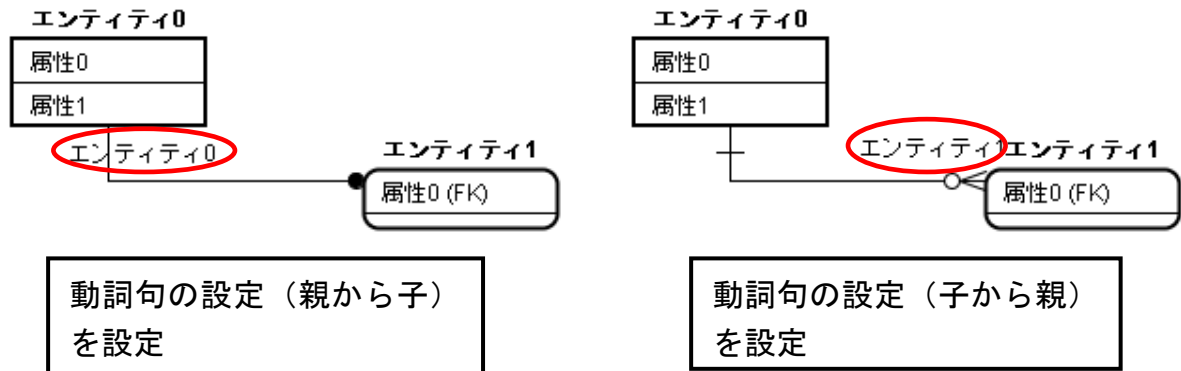 エンティティ0
属性0
属性1
エンティティ0
エンティティ1
属性0 (FK)
動詞句の設定（親から子）
を設定
エンティティ0
属性0
属性1
エンティティ1
エンティティ1
属性0 (FK)
動詞句の設定（子から親）
を設定